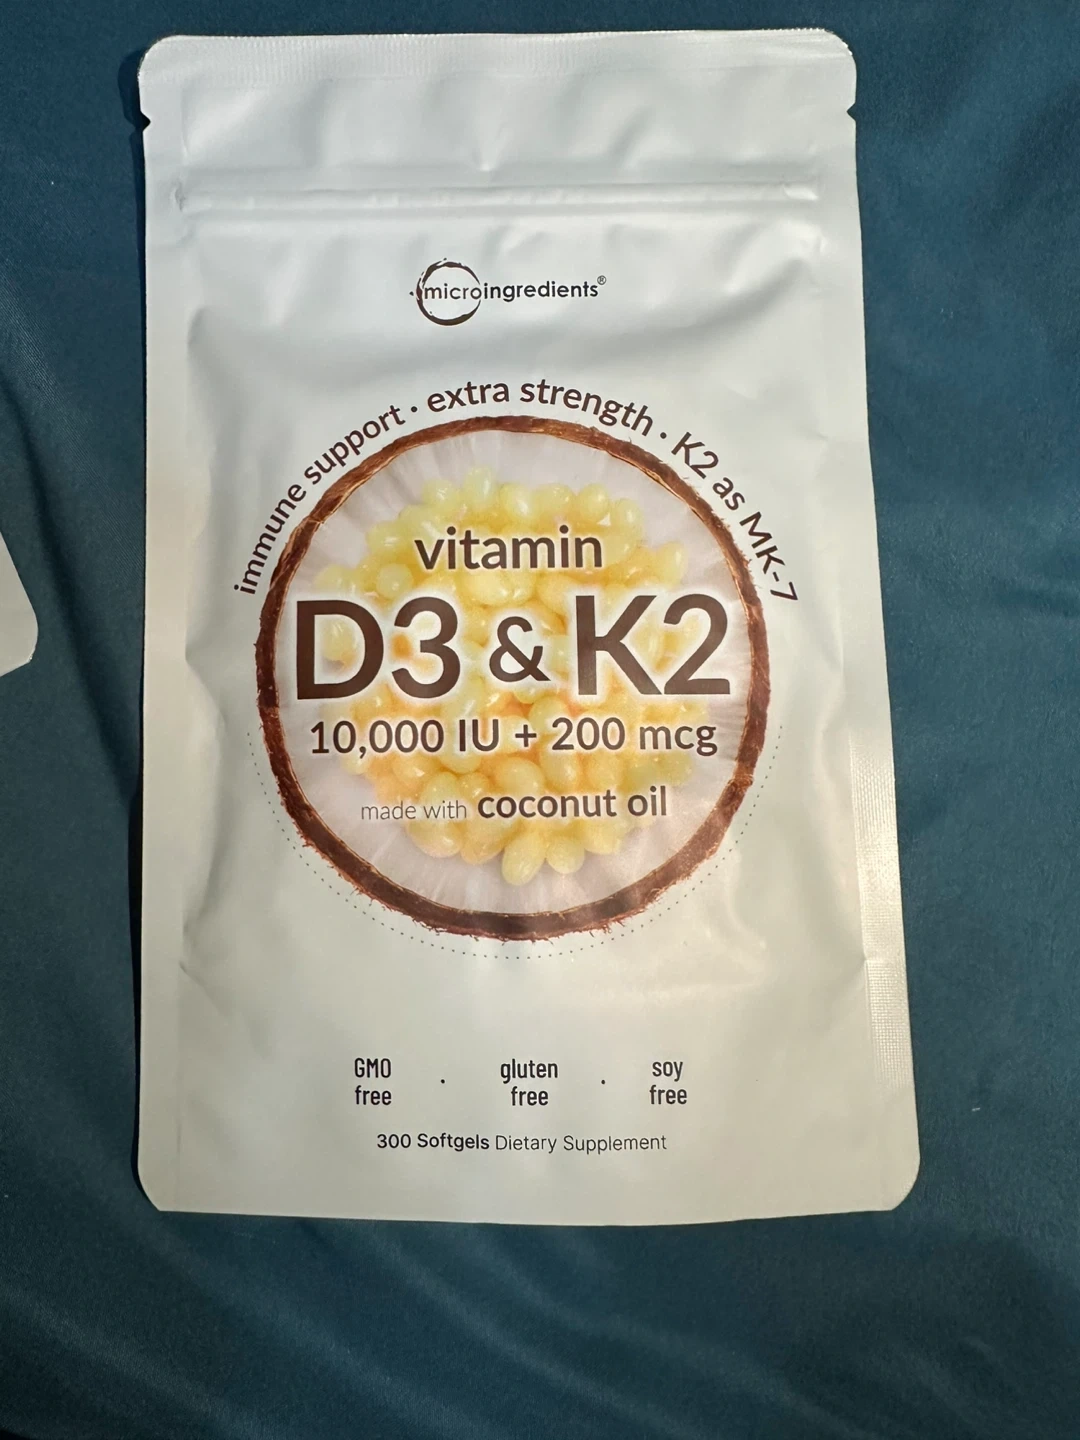 microingredients®
immune support · extra strength · K2 as MK-7
vitamin
D3 & K2
10,000 IU + 200 mcg
made with coconut oil
GMO free · gluten free · soy free
300 Softgels Dietary Supplement